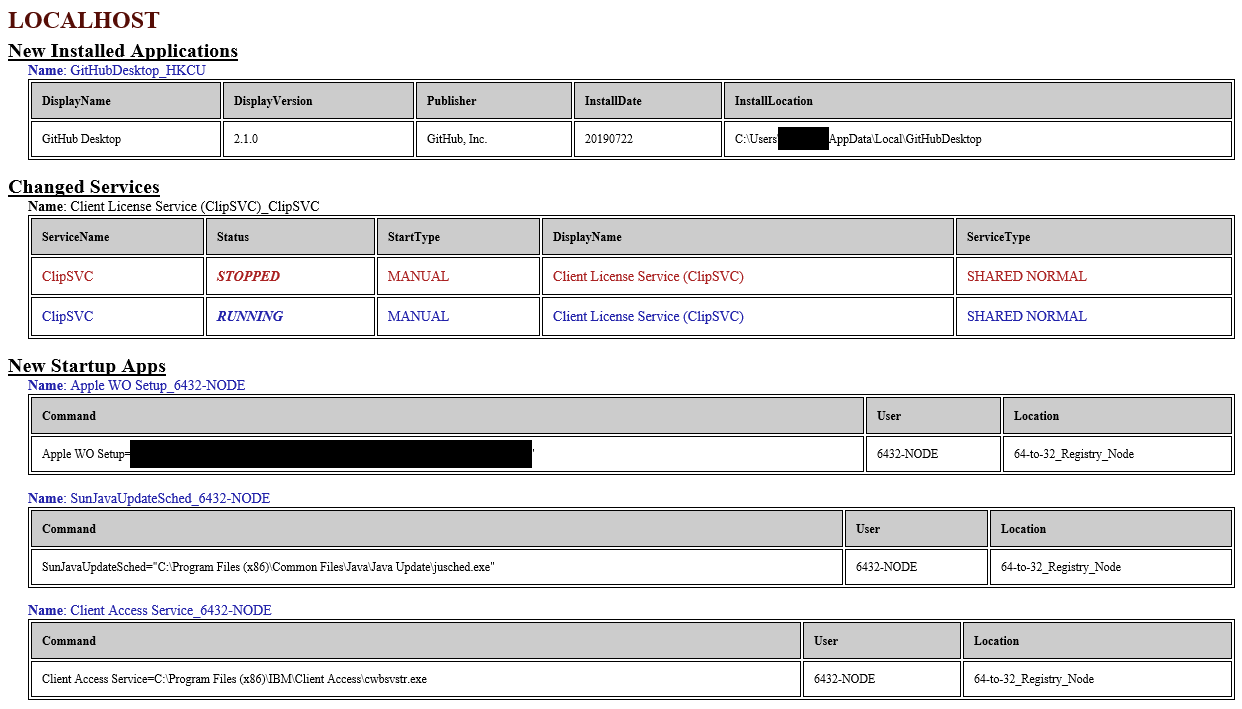 LOCALHOST
New Installed Applications
Name: GitHubDesktop_HKCU
DisplayName DisplayVersion Publisher InstallDate InstallLocation
GitHub Desktop 2.1.0 GitHub, Inc. 20190722 C:\Users\ AppData\Local\GitHubDesktop
Changed Services
Name: Client License Service (ClipSVC)_ClipSVC
ServiceName Status StartType DisplayName ServiceType
ClipSVC STOPPED MANUAL Client License Service (ClipSVC) SHARED NORMAL
ClipSVC RUNNING MANUAL Client License Service (ClipSVC) SHARED NORMAL
New Startup Apps
Name: Apple WO Setup_6432-NODE
Command User Location
Apple WO Setup= " 6432-NODE 64-to-32_Registry_Node
Name: SunJavaUpdateSched_6432-NODE
Command User Location
SunJavaUpdateSched="C:\Program Files (x86)\Common Files\Java\Java Update\jusched.exe" 6432-NODE 64-to-32_Registry_Node
Name: Client Access Service_6432-NODE
Command User Location
Client Access Service=C:\Program Files (x86)\IBM\Client Access\cwbsvstr.exe 6432-NODE 64-to-32_Registry_Node